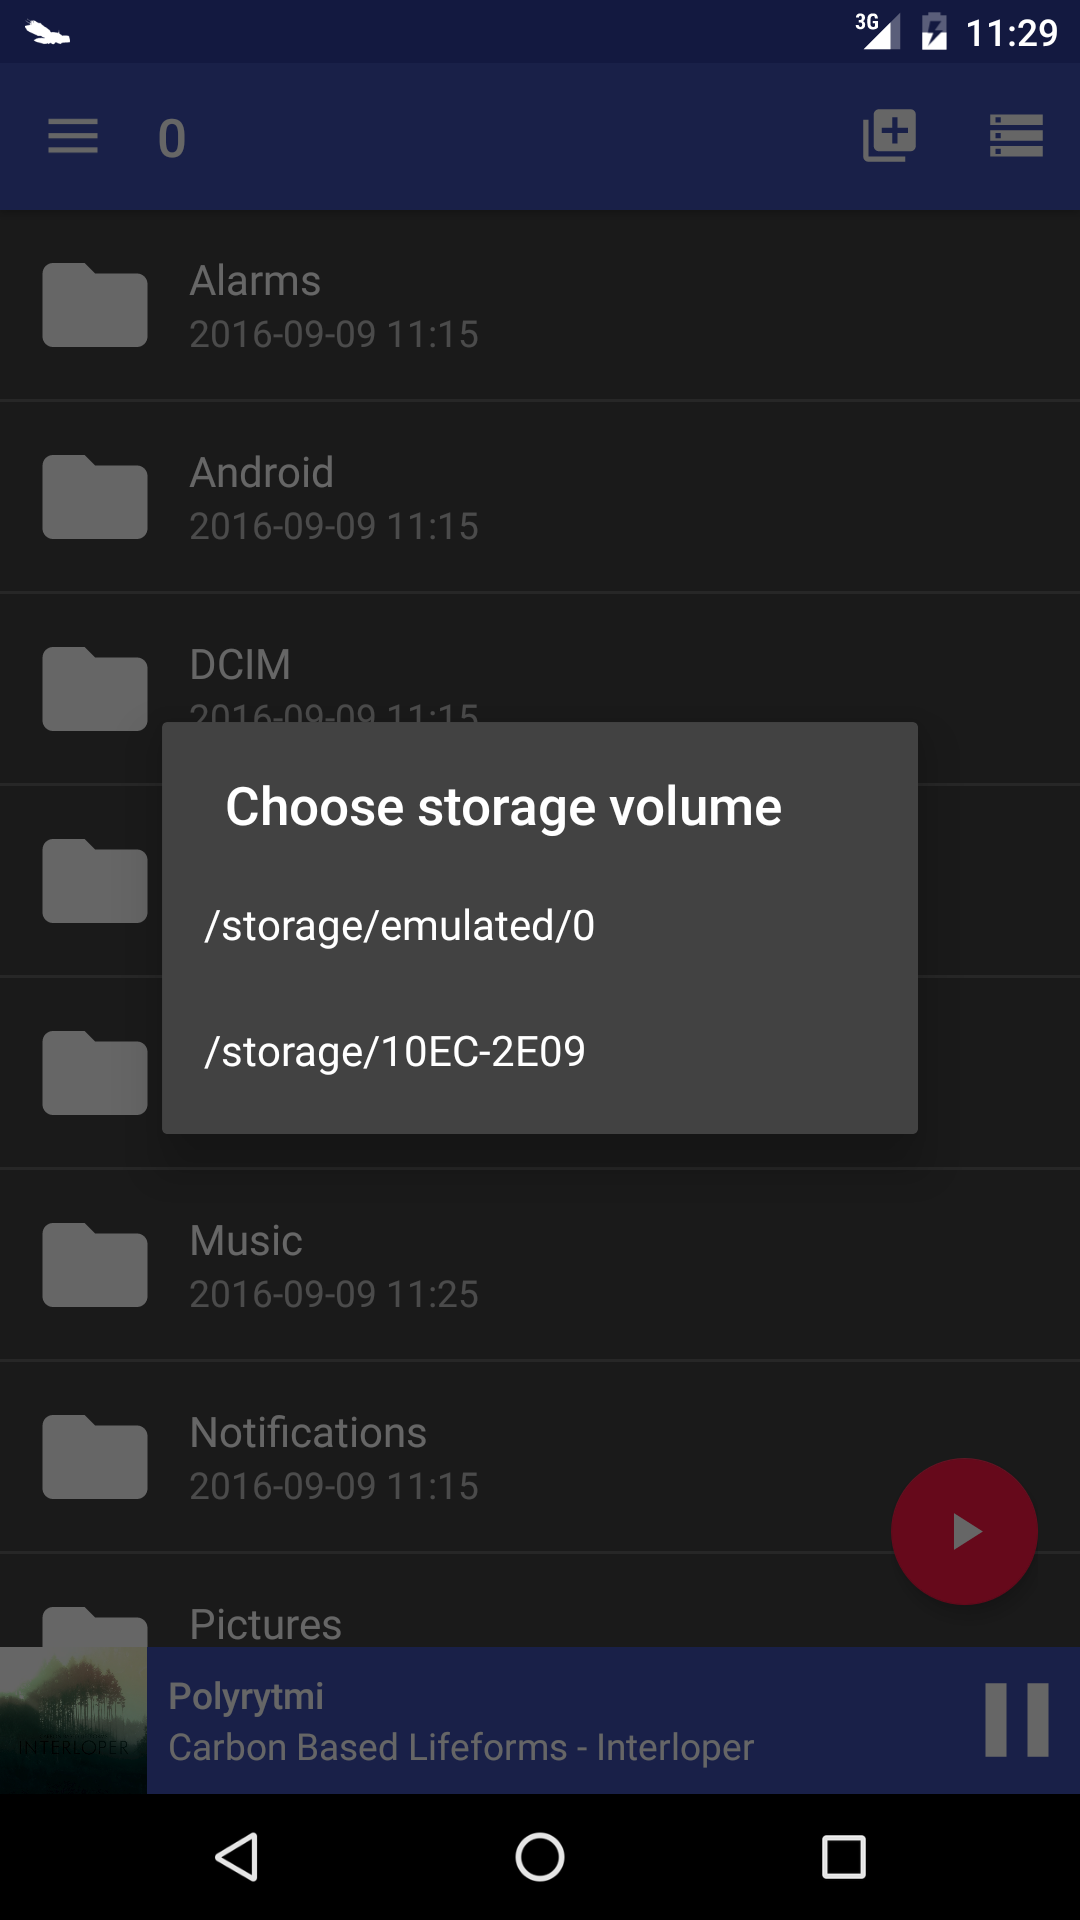 3G 11:29
0
Alarms
2016-09-09 11:15
Android
2016-09-09 11:15
DCIM
2016-09-09 11:15
Choose storage volume
/storage/emulated/0
/storage/10EC-2E09
Music
2016-09-09 11:25
Notifications
2016-09-09 11:15
Pictures
INTERLOPER
Polyrytmi
Carbon Based Lifeforms - Interloper